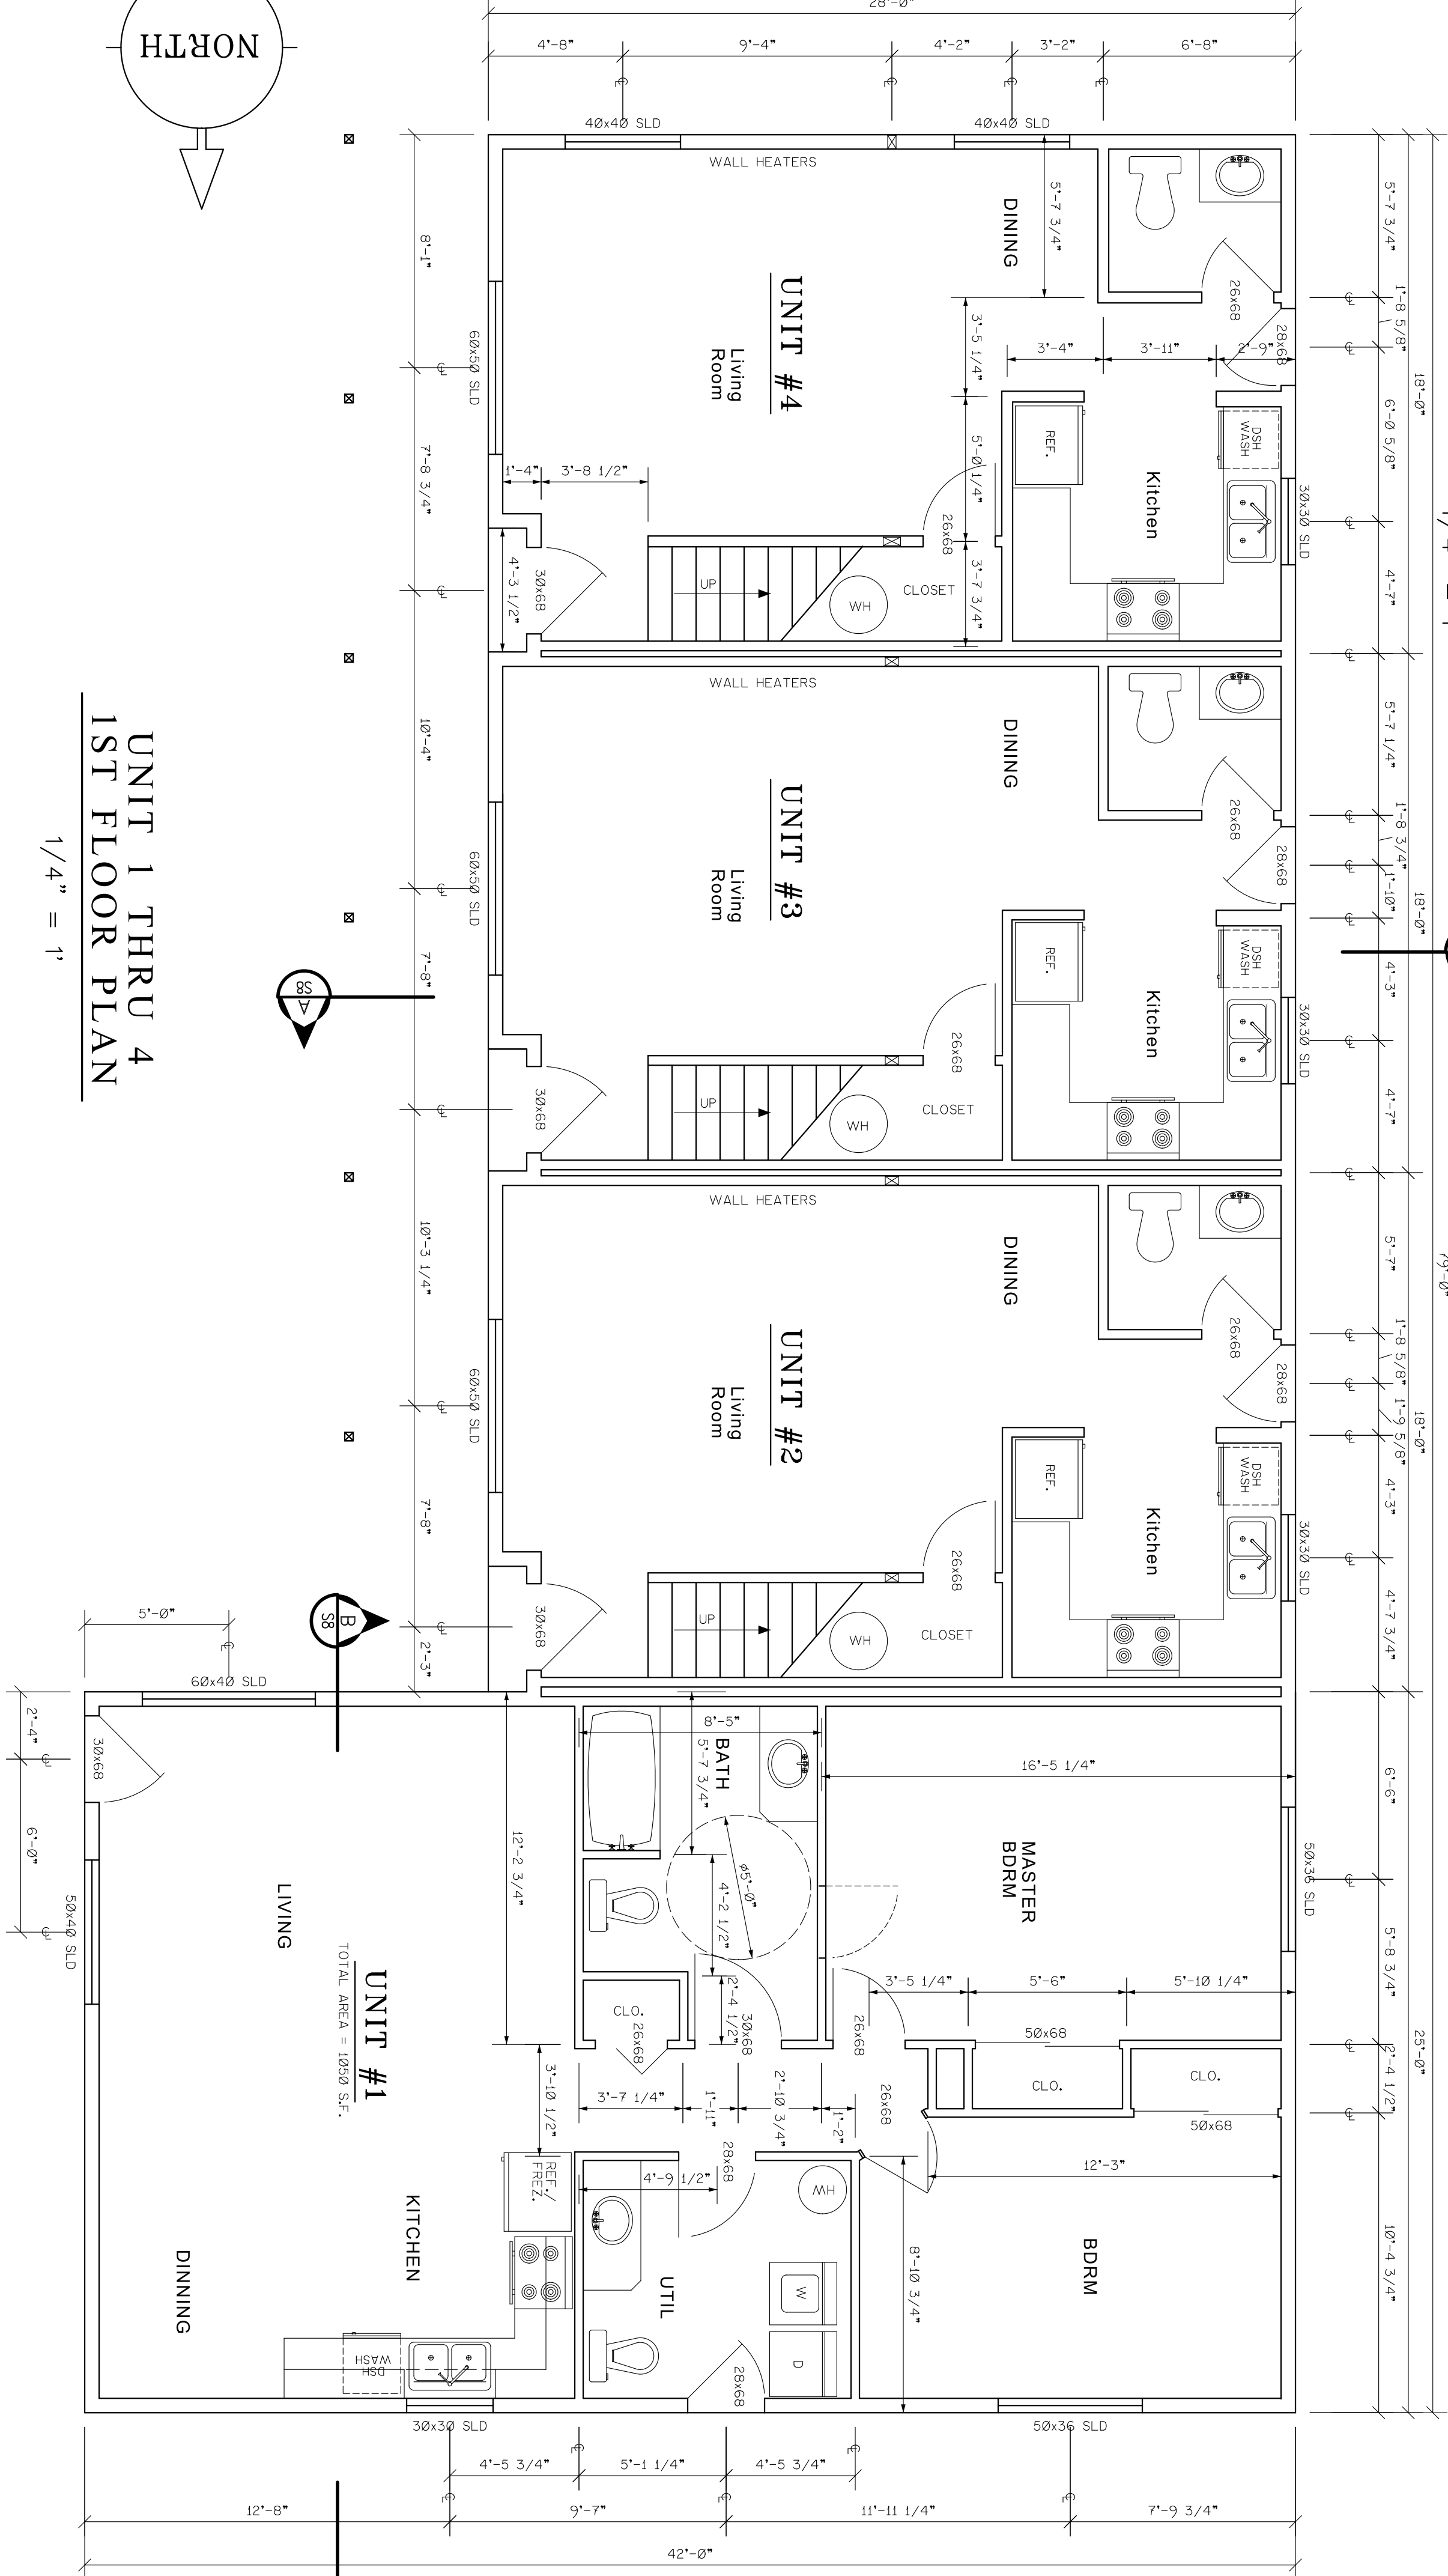 28'-0"
4'-8"
9'-4"
4'-2"
3'-2"
6'-8"
NORTH
40x40 SLD
40x40 SLD
WALL HEATERS
5'-7 3/4"
DINING
26x68
28x68
5'-7 3/4"
1'-8 5/8"
18'-0"
6'-0 5/8"
4'-7"
8'-1"
60x50 SLD
7'-8 3/4"
UNIT #4
Living
Room
3'-5 1/4"
3'-4"
3'-11"
2'-9"
5'-0 1/4"
REF.
DSH
WASH
Kitchen
30x30 SLD
1'-4"
3'-8 1/2"
26x68
3'-7 3/4"
CLOSET
UP
WH
30x68
4'-3 1/2"
WALL HEATERS
DINING
26x68
28x68
5'-7 1/4"
1'-8 3/4"
1'-10"
18'-0"
4'-3"
4'-7"
10'-4"
60x50 SLD
7'-8"
UNIT #3
Living
Room
REF.
DSH
WASH
Kitchen
30x30 SLD
26x68
CLOSET
UP
WH
30x68
A
S8
UNIT 1 THRU 4
1ST FLOOR PLAN
1/4" = 1'
WALL HEATERS
DINING
26x68
28x68
5'-7"
1'-8 5/8"
1'-9 5/8"
18'-0"
79'-0"
4'-3"
4'-7 3/4"
10'-3 1/4"
60x50 SLD
7'-8"
2'-3"
UNIT #2
Living
Room
REF.
DSH
WASH
Kitchen
30x30 SLD
26x68
CLOSET
UP
WH
30x68
B
S8
5'-0"
60x40 SLD
2'-4"
6'-0"
30x68
50x40 SLD
LIVING
UNIT #1
TOTAL AREA = 1050 S.F.
12'-2 3/4"
8'-5"
BATH
5'-7 3/4"
ø5'-0"
4'-2 1/2"
2'-4 1/2"
30x68
CLO.
26x68
16'-5 1/4"
MASTER
BDRM
50x36 SLD
6'-6"
5'-8 3/4"
25'-0"
2'-4 1/2"
10'-4 3/4"
3'-5 1/4"
5'-6"
5'-10 1/4"
26x68
50x68
CLO.
CLO.
50x68
26x68
3'-10 1/2"
3'-7 1/4"
1'-11"
2'-10 3/4"
1'-2"
28x68
4'-9 1/2"
HW
12'-3"
8'-10 3/4"
BDRM
REF./
FREZ.
KITCHEN
DINNING
UTIL
W
D
28x68
DSH
WASH
30x30 SLD
50x36 SLD
4'-5 3/4"
5'-1 1/4"
4'-5 3/4"
12'-8"
9'-7"
11'-11 1/4"
7'-9 3/4"
42'-0"